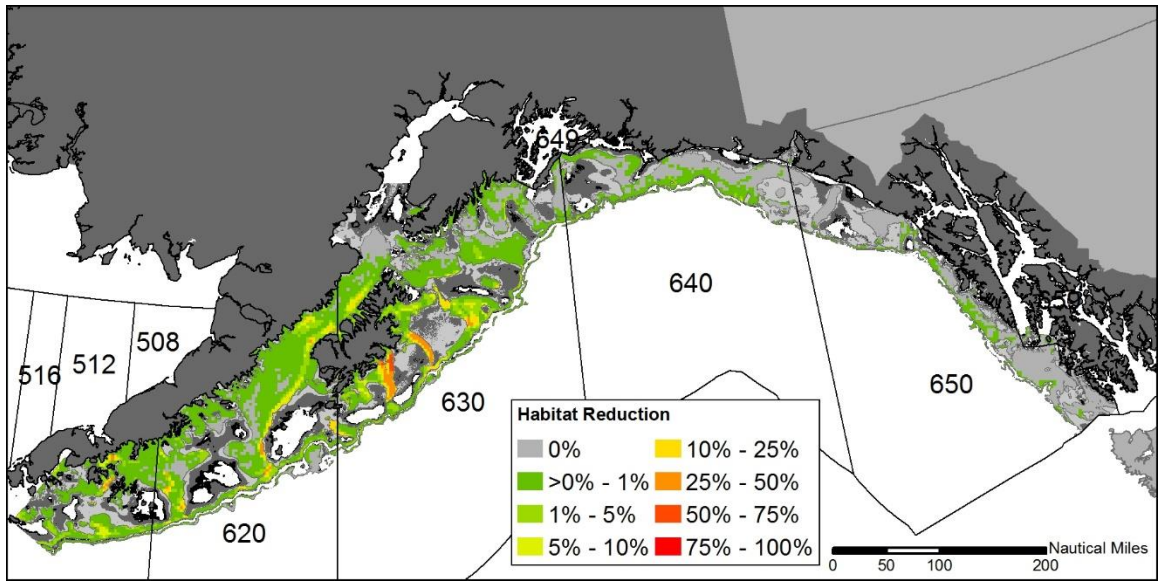 649
640
508
512
516
650
630
620
Habitat Reduction
0%
>0% - 1%
1% - 5%
5% - 10%
10% - 25%
25% - 50%
50% - 75%
75% - 100%
Nautical Miles
0 50 100 200